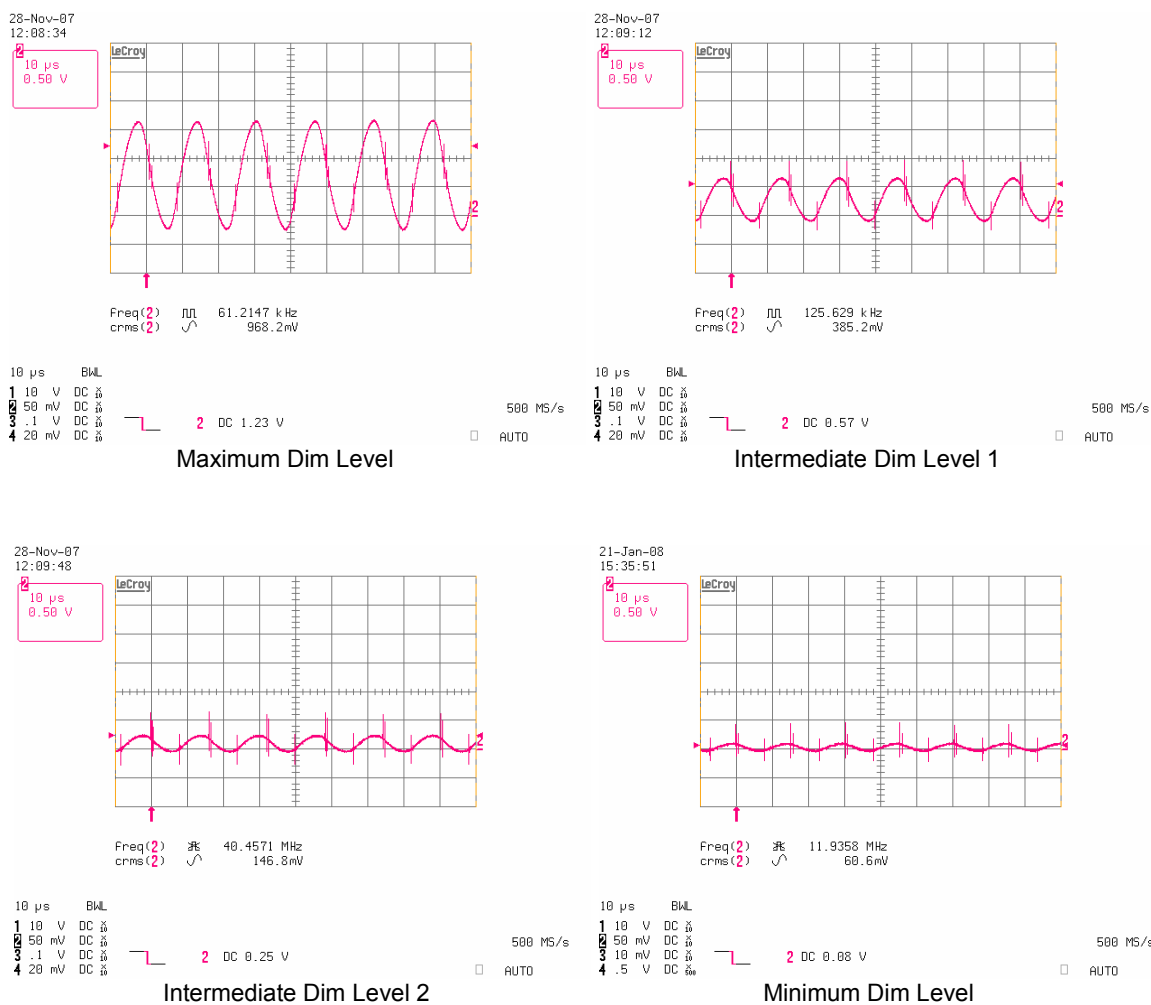 28-Nov-07
12:08:34
2
10 µs
0.50 V
LeCroy
2
Freq(2) 61.2147 kHz
crms(2) 968.2mV
10 µs BWL
1 10 V DC
2 50 mV DC
3 .1 V DC
4 20 mV DC
2 DC 1.23 V
500 MS/s
AUTO
Maximum Dim Level
28-Nov-07
12:09:12
2
10 µs
0.50 V
LeCroy
2
Freq(2) 125.629 kHz
crms(2) 385.2mV
10 µs BWL
1 10 V DC
2 50 mV DC
3 .1 V DC
4 20 mV DC
2 DC 0.57 V
500 MS/s
AUTO
Intermediate Dim Level 1
28-Nov-07
12:09:48
2
10 µs
0.50 V
LeCroy
2
Freq(2) 40.4571 MHz
crms(2) 146.8mV
10 µs BWL
1 10 V DC
2 50 mV DC
3 .1 V DC
4 20 mV DC
2 DC 0.25 V
500 MS/s
AUTO
Intermediate Dim Level 2
21-Jan-08
15:35:51
2
10 µs
0.50 V
LeCroy
2
Freq(2) 11.9358 MHz
crms(2) 60.6mV
10 µs BWL
1 10 V DC
2 50 mV DC
3 10 mV DC
4 .5 V DC
2 DC 0.08 V
500 MS/s
AUTO
Minimum Dim Level